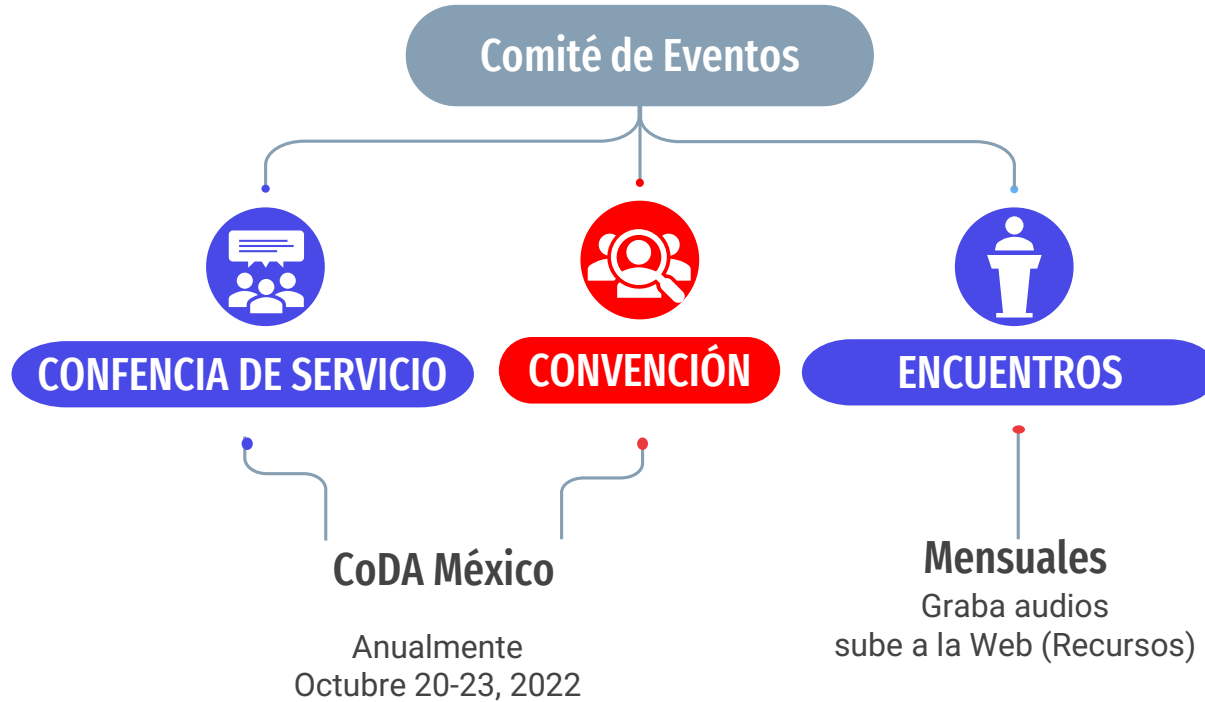 Comité de Eventos
CONFENCIA DE SERVICIO
CONVENCIÓN
ENCUENTROS
CoDA México
Anualmente
Octubre 20-23, 2022
Mensuales
Graba audios
sube a la Web (Recursos)